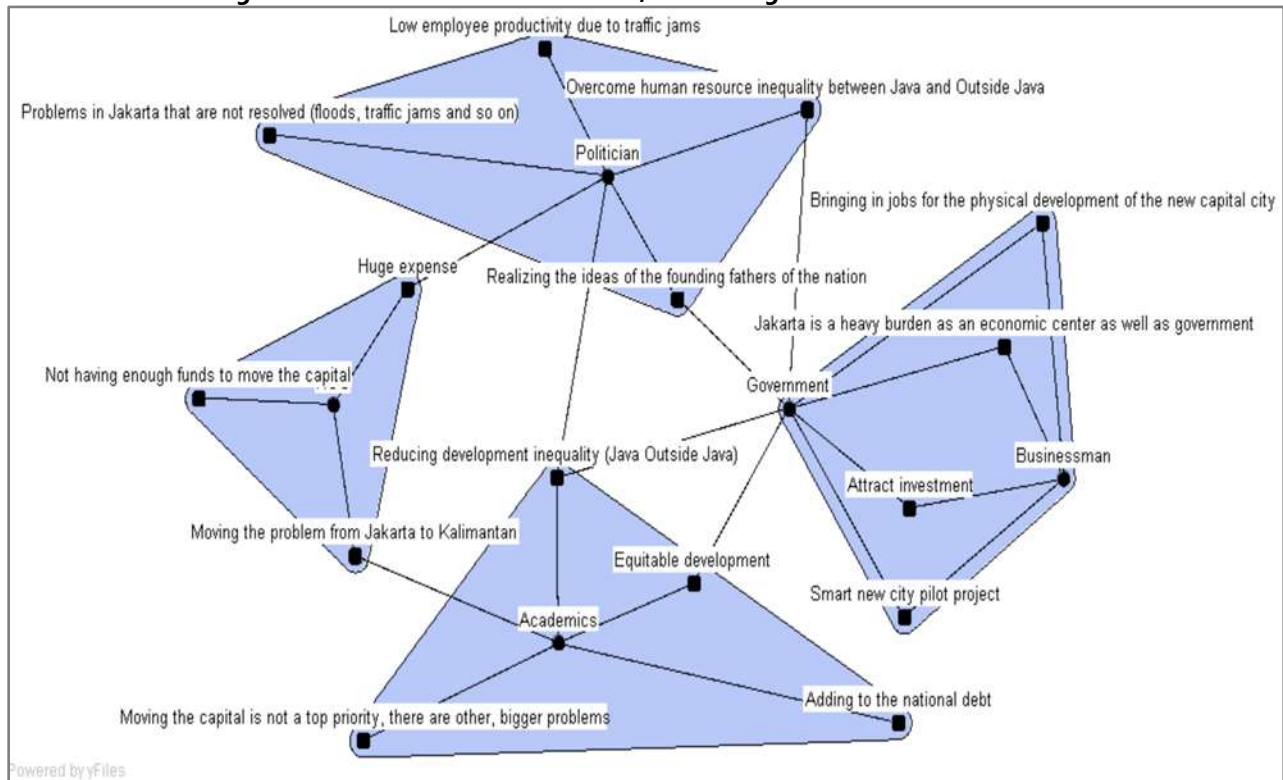 Low employee productivity due to traffic jams
Overcome human resource inequality between Java and Outside Java
Problems in Jakarta that are not resolved (floods, traffic jams and so on)
Politician
Bringing in jobs for the physical development of the new capital city
Huge expense
Realizing the ideas of the founding fathers of the nation
Jakarta is a heavy burden as an economic center as well as government
Not having enough funds to move the capital
Government
Reducing development inequality (Java Outside Java)
Businessman
Attract investment
Moving the problem from Jakarta to Kalimantan
Equitable development
Smart new city pilot project
Academics
Adding to the national debt
Moving the capital is not a top priority, there are other, bigger problems
Powered by yFiles